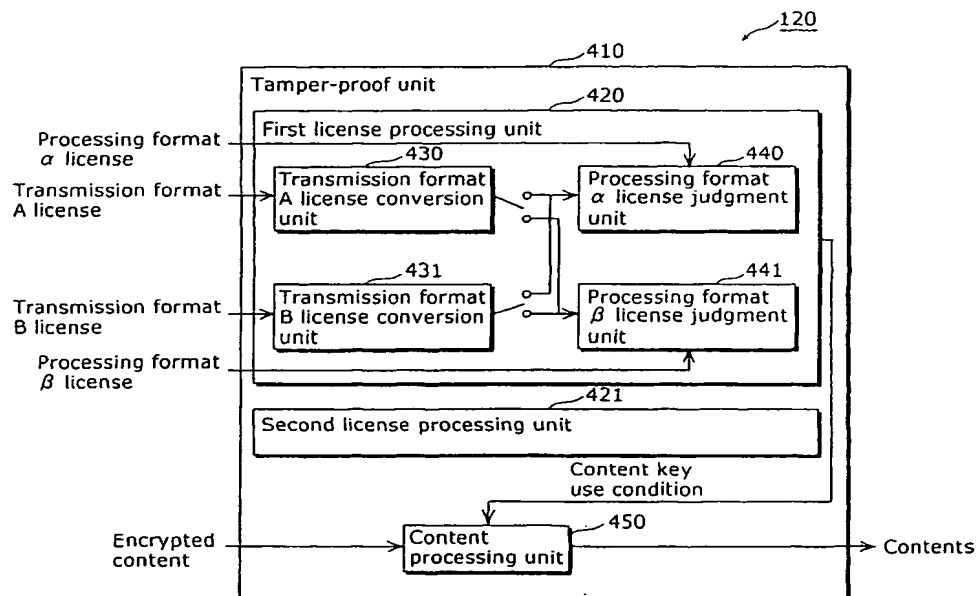 120
410
Tamper-proof unit
420
First license processing unit
Processing format
α license
430
440
Transmission format
A license
Transmission format
A license conversion
unit
Processing format
α license judgment
unit
431
441
Transmission format
B license
Transmission format
B license conversion
unit
Processing format
β license judgment
unit
Processing format
β license
421
Second license processing unit
Content key
use condition
450
Encrypted
content
Content
processing unit
Contents